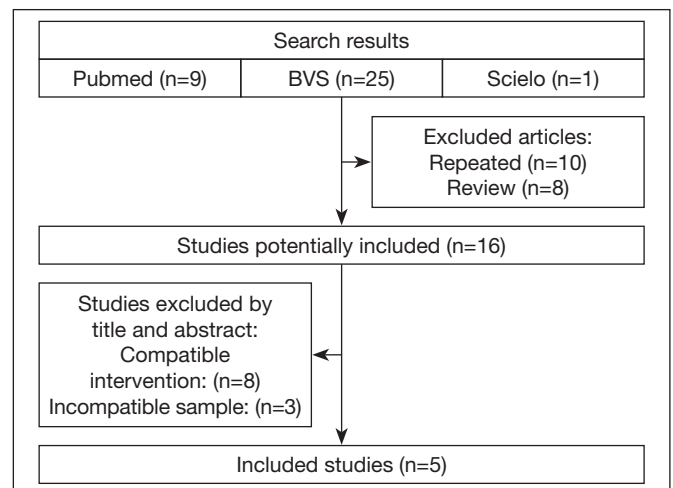 Search results
Pubmed (n=9)
BVS (n=25)
Scielo (n=1)
Excluded articles:
Repeated (n=10)
Review (n=8)
Studies potentially included (n=16)
Studies excluded by
title and abstract:
Compatible
intervention: (n=8)
Incompatible sample: (n=3)
Included studies (n=5)